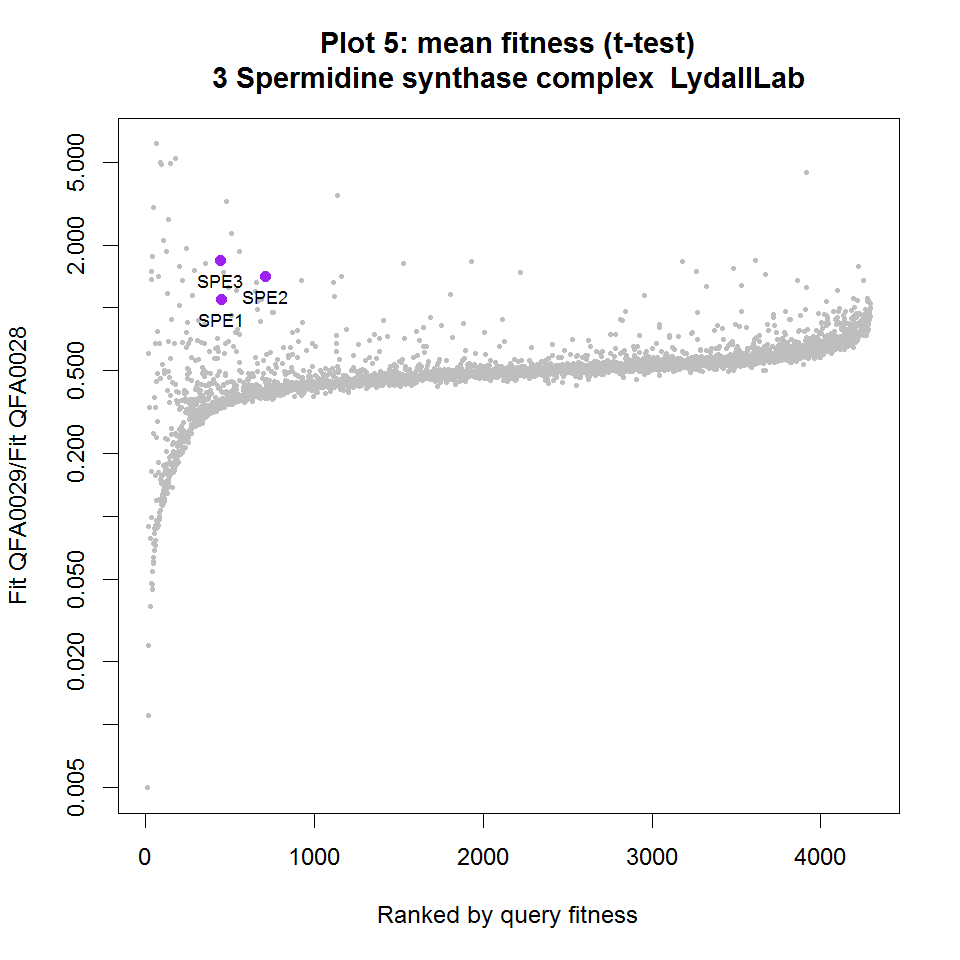 Plot 5: mean fitness (t-test)
3 Spermidine synthase complex  LydallLab
Fit QFA0029/Fit QFA0028
5.000
2.000
0.500
0.200
0.050
0.020
0.005
SPE3
SPE2
SPE1
0 1000 2000 3000 4000
Ranked by query fitness